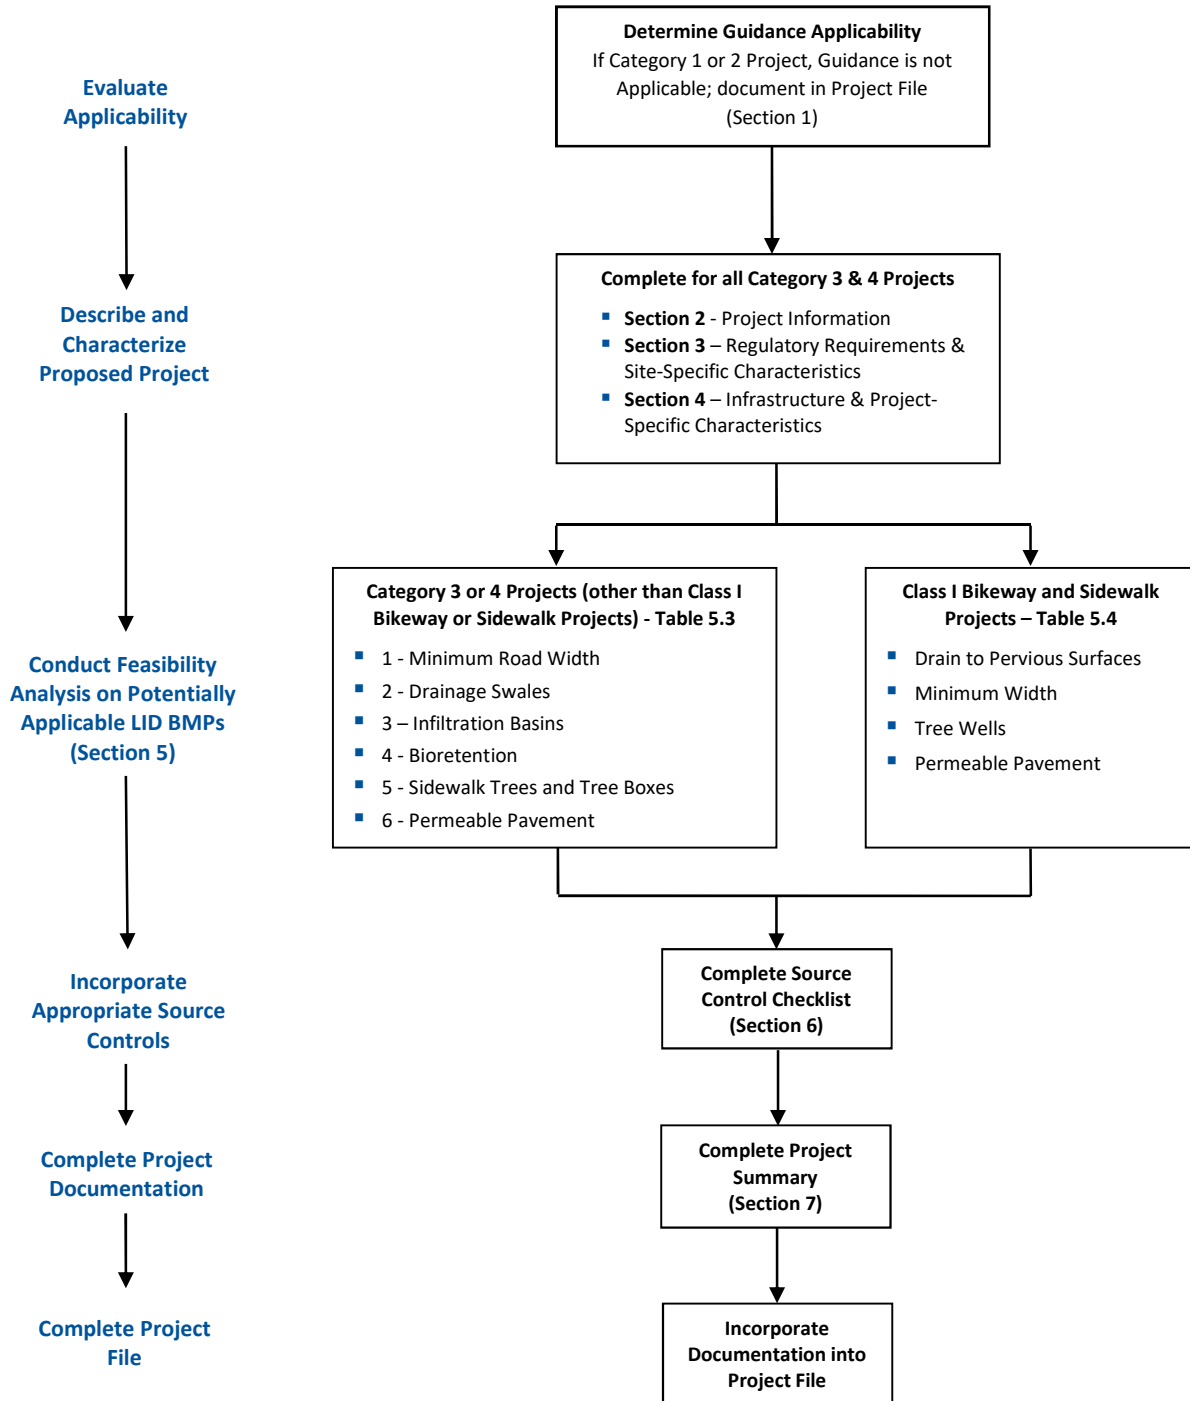 Determine Guidance Applicability
If Category 1 or 2 Project, Guidance is not
Applicable; document in Project File
(Section 1)
Evaluate
Applicability
Complete for all Category 3 & 4 Projects
▪ Section 2 - Project Information
▪ Section 3 – Regulatory Requirements &
Site-Specific Characteristics
▪ Section 4 – Infrastructure & Project-
Specific Characteristics
Describe and
Characterize
Proposed Project
Category 3 or 4 Projects (other than Class I
Bikeway or Sidewalk Projects) - Table 5.3
▪ 1 - Minimum Road Width
▪ 2 - Drainage Swales
▪ 3 – Infiltration Basins
▪ 4 - Bioretention
▪ 5 - Sidewalk Trees and Tree Boxes
▪ 6 - Permeable Pavement
Class I Bikeway and Sidewalk
Projects – Table 5.4
▪ Drain to Pervious Surfaces
▪ Minimum Width
▪ Tree Wells
▪ Permeable Pavement
Conduct Feasibility
Analysis on Potentially
Applicable LID BMPs
(Section 5)
Complete Source
Control Checklist
(Section 6)
Incorporate
Appropriate Source
Controls
Complete Project
Summary
(Section 7)
Complete Project
Documentation
Incorporate
Documentation into
Project File
Complete Project
File